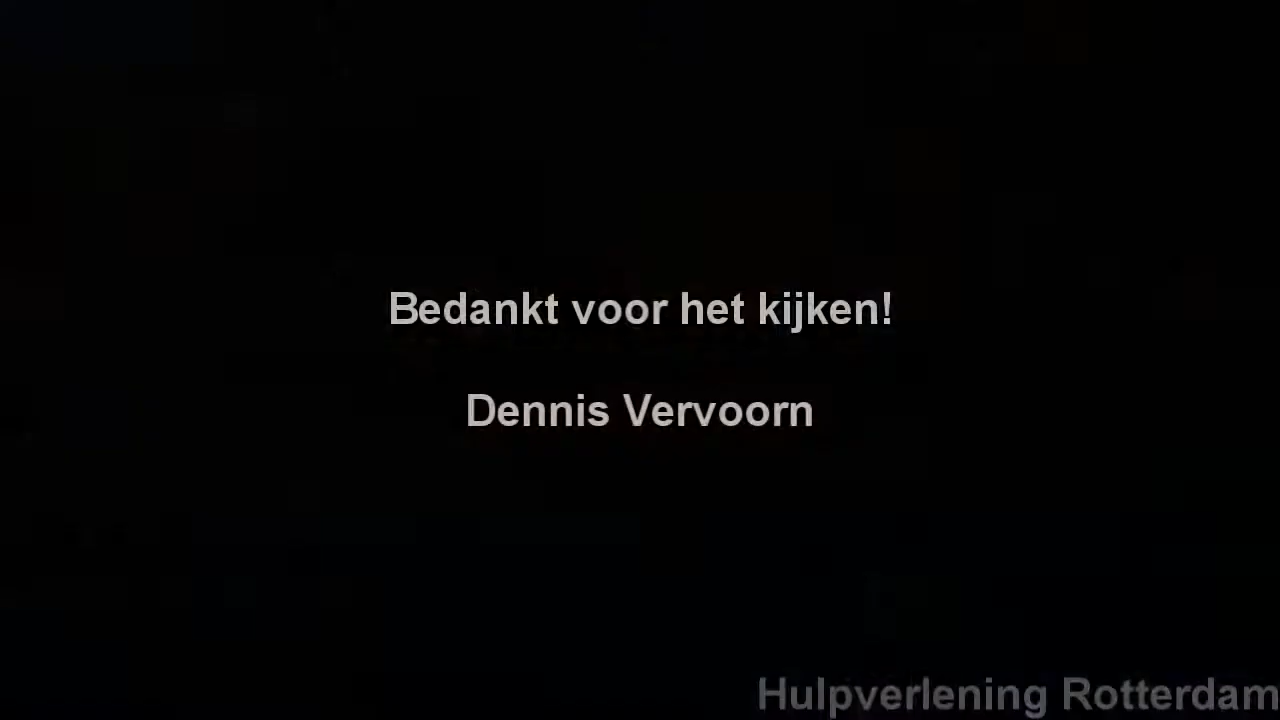 Bedankt voor het kijken!
Dennis Vervoorn
Hulpverlening Rotterdam